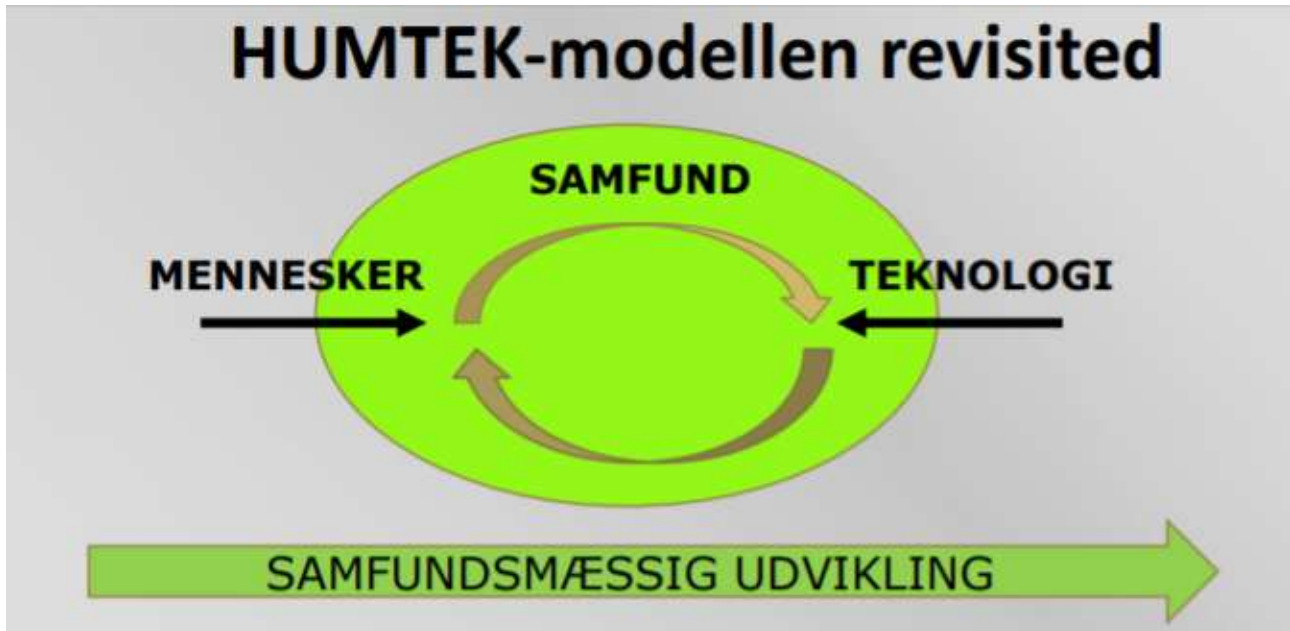 HUMTEK-modellen revisited
SAMFUND
MENNESKER
TEKNOLOGI
SAMFUNDSMÆSSIG UDVIKLING